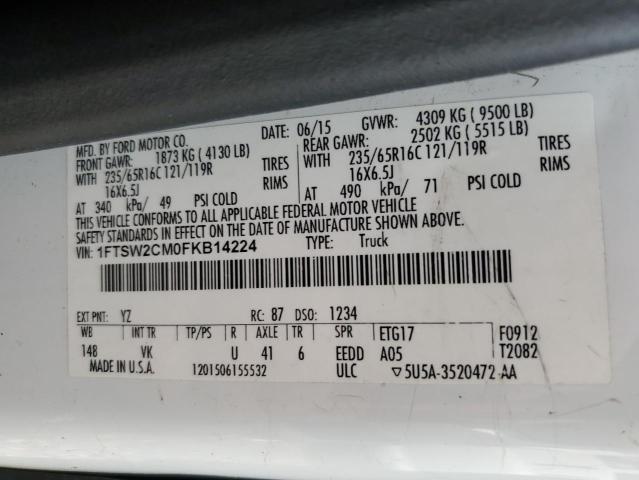 MFD. BY FORD MOTOR CO. DATE: 06/15 GVWR: 4309 KG ( 9500 LB)
FRONT GAWR: 1873 KG ( 4130 LB) REAR GAWR: 2502 KG ( 5515 LB)
WITH 235/65R16C 121/119R TIRES WITH 235/65R16C 121/119R TIRES
16X6.5J RIMS 16X6.5J RIMS
AT 340 kPa/ 49 PSI COLD AT 490 kPa/ 71 PSI COLD
THIS VEHICLE CONFORMS TO ALL APPLICABLE FEDERAL MOTOR VEHICLE
SAFETY STANDARDS IN EFFECT ON THE DATE OF MANUFACTURE SHOWN ABOVE.
VIN: 1FTSW2CM0FKB14224 TYPE: Truck
EXT PNT: YZ RC: 87 DSO: 1234
WB INT TR TP/PS R AXLE TR SPR ETG17 F0912
148 VK U 41 6 EEDD A05 T2082
MADE IN U.S.A. 1201506155532 ULC ▽5U5A-3520472 AA